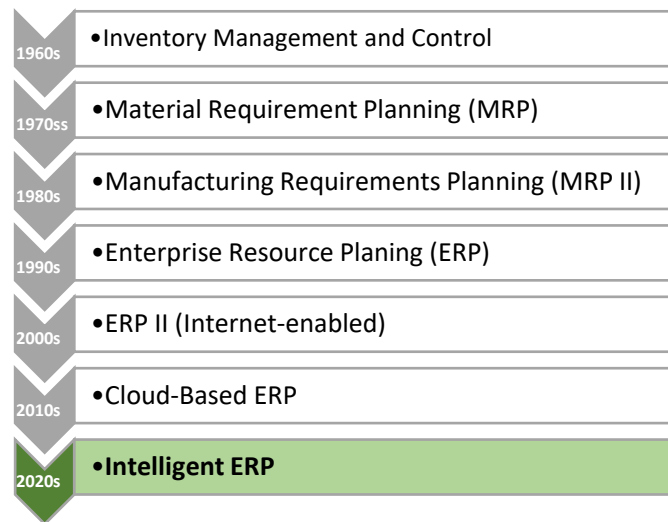 1960s
•Inventory Management and Control
1970ss
•Material Requirement Planning (MRP)
1980s
•Manufacturing Requirements Planning (MRP II)
1990s
•Enterprise Resource Planing (ERP)
2000s
•ERP II (Internet-enabled)
2010s
•Cloud-Based ERP
2020s
•Intelligent ERP